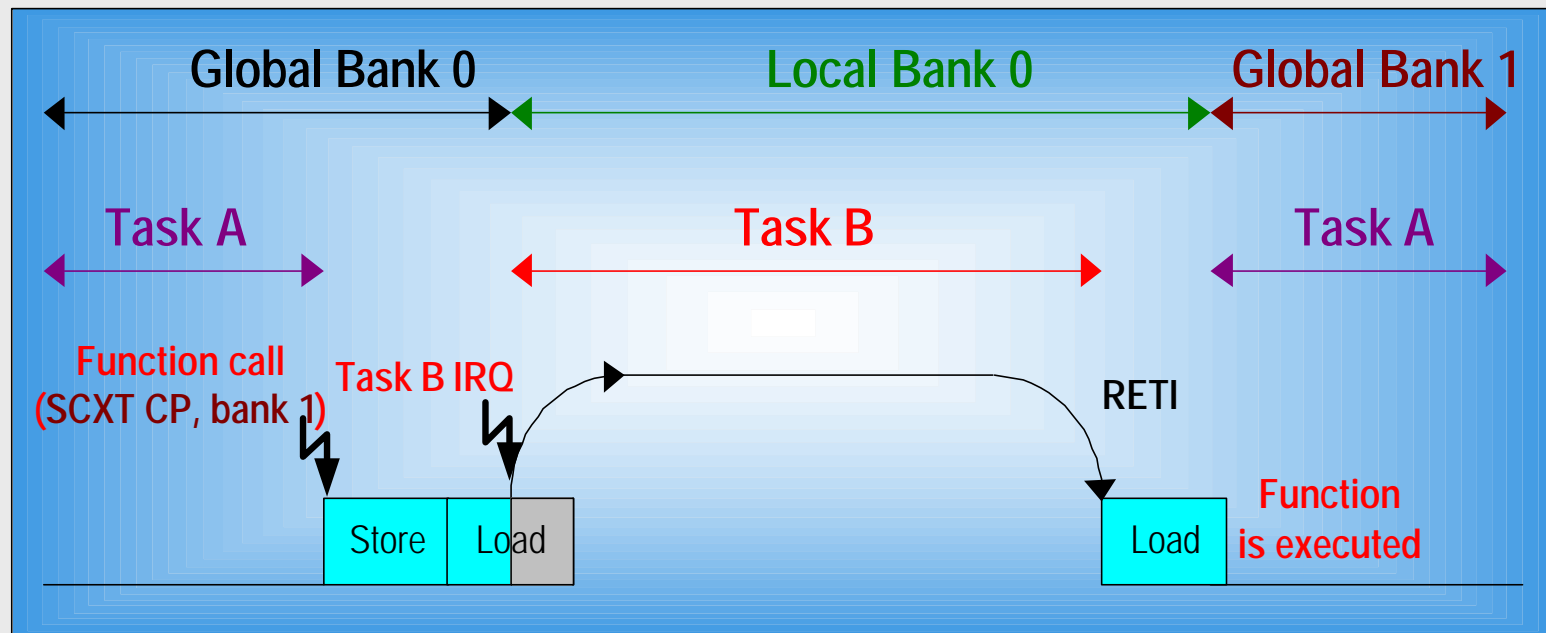 Global Bank 0
Local Bank 0
Global Bank 1
Task A
Task B
Task A
Function call
(SCXT CP, bank 1)
Task B IRQ
RETI
Store
Load
Load
Function
is executed